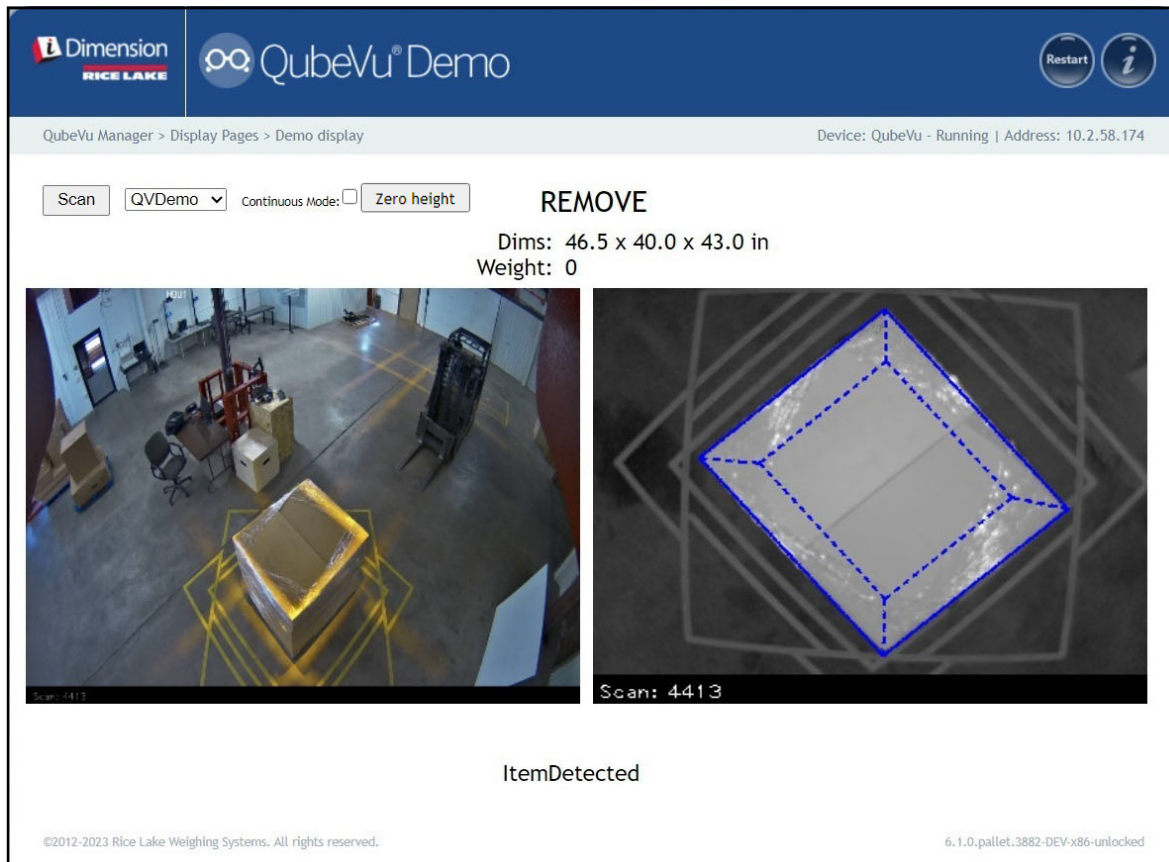 i Dimension
RICE LAKE
QubeVu® Demo
Restart
i
QubeVu Manager > Display Pages > Demo display
Device: QubeVu - Running | Address: 10.2.58.174
Scan
QVDemo
Continuous Mode:
Zero height
REMOVE
Dims: 46.5 x 40.0 x 43.0 in
Weight: 0
Scan: 4413
Scan: 4413
ItemDetected
©2012-2023 Rice Lake Weighing Systems. All rights reserved.
6.1.0.pallet.3882-DEV-x86-unlocked